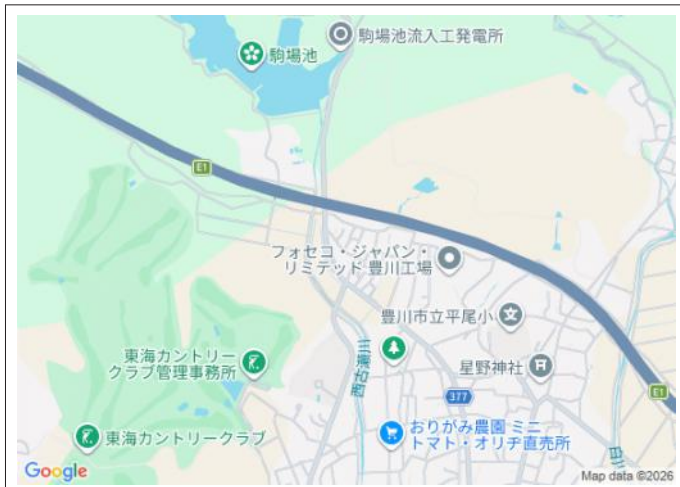 駒場池流入工発電所
駒場池
E1
フォセコ・ジャパン・
リミテッド 豊川工場
豊川市立平尾小
西古瀬川
東海カントリー
クラブ管理事務所
星野神社
377
E1
おりがみ農園 ミニ
トマト・オリヂ直売所
東海カントリークラブ
白川
Google
Map data ©2026